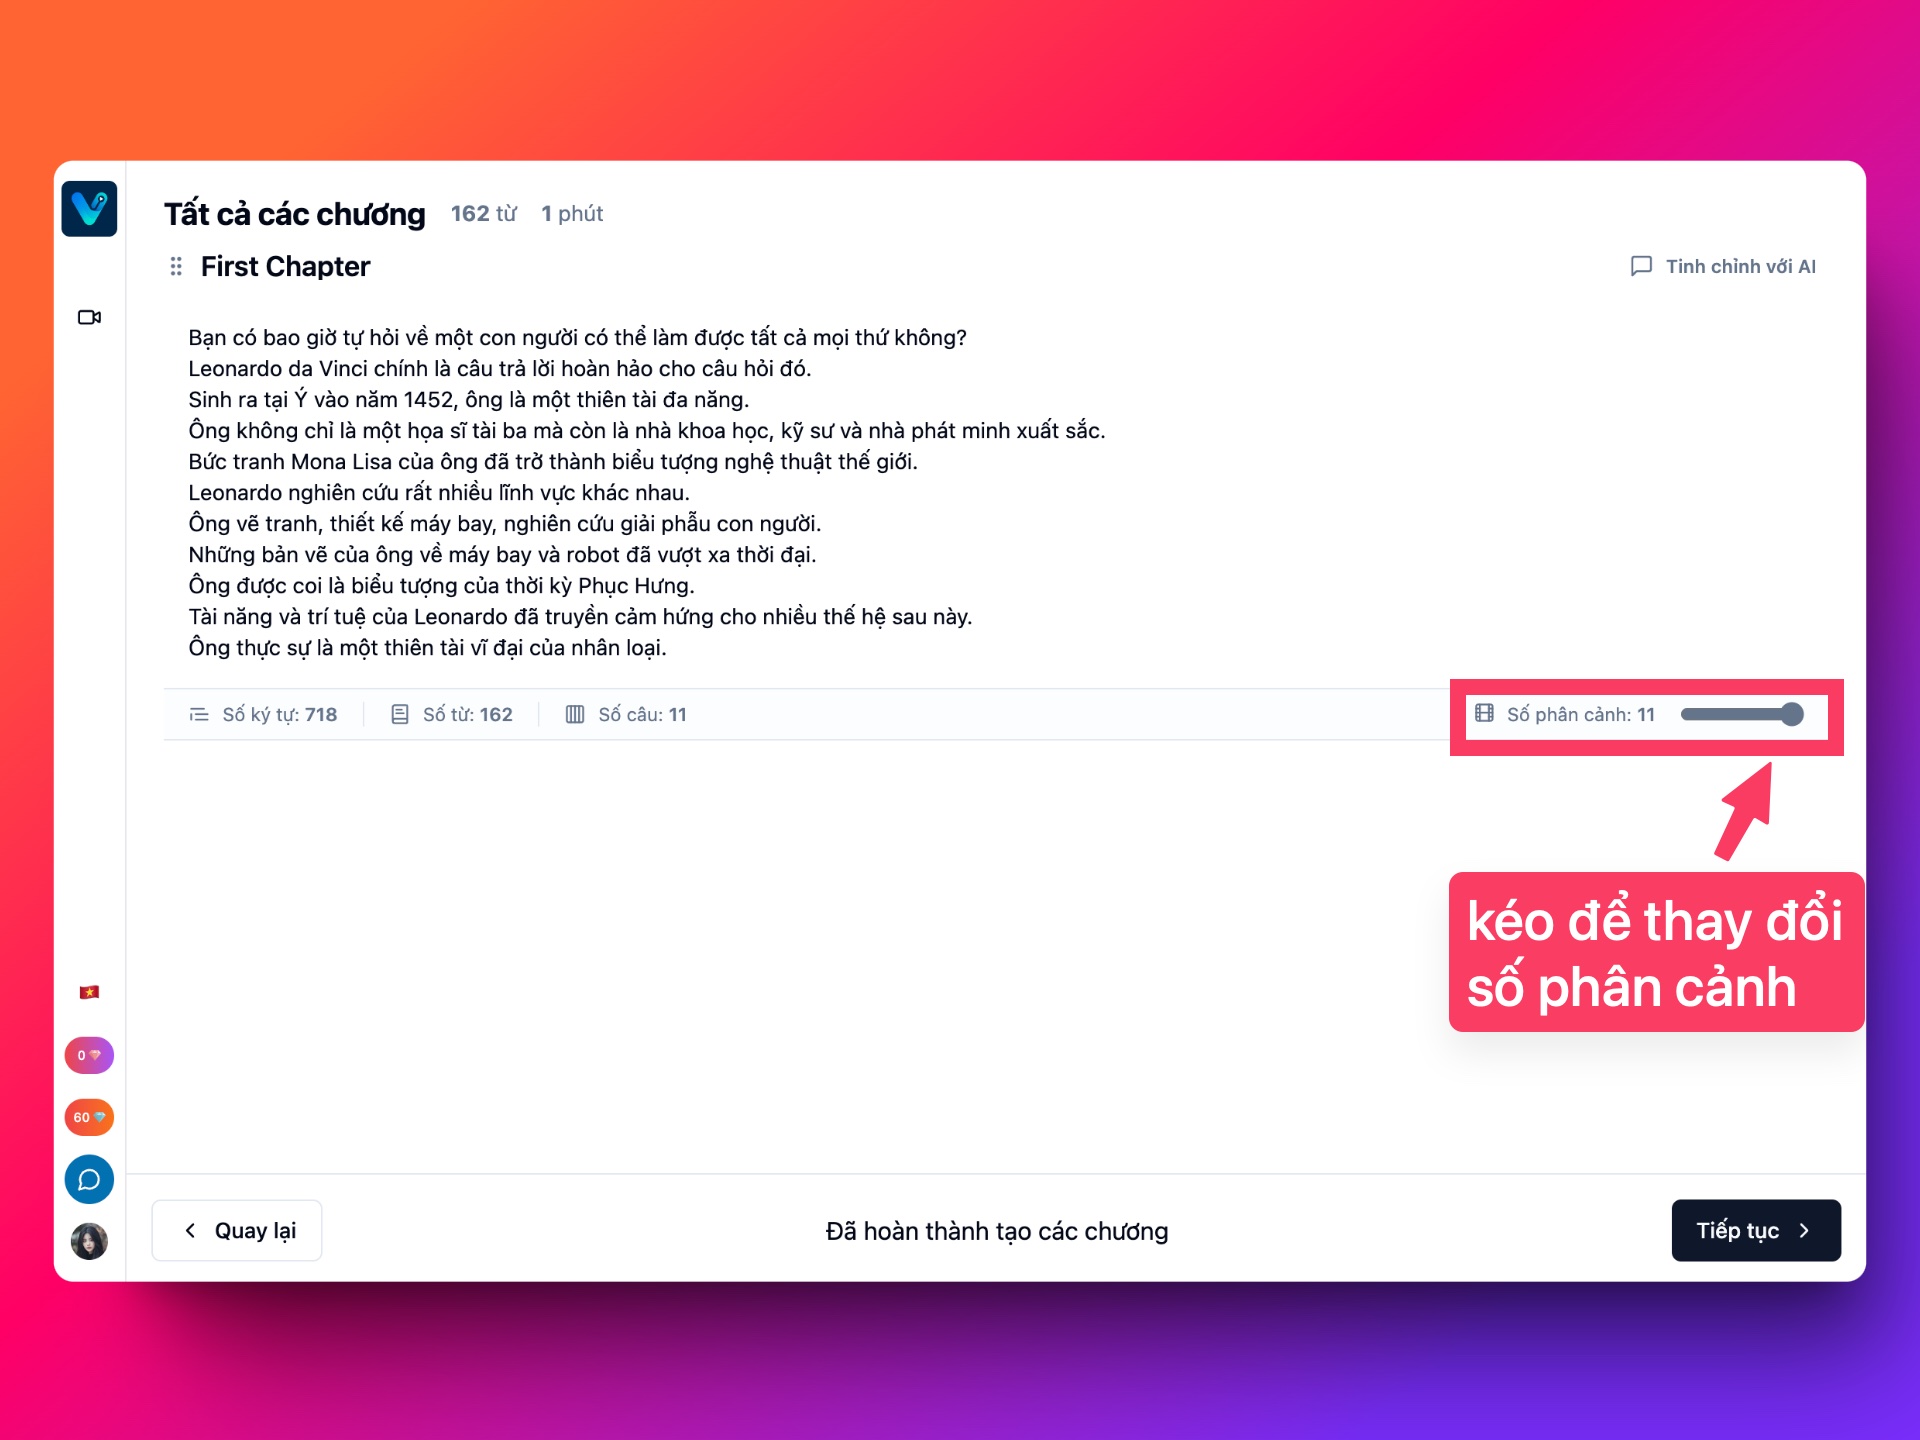 Tất cả các chương 162 từ 1 phút
First Chapter
Tinh chỉnh với AI
Bạn có bao giờ tự hỏi về một con người có thể làm được tất cả mọi thứ không?
Leonardo da Vinci chính là câu trả lời hoàn hảo cho câu hỏi đó.
Sinh ra tại Ý vào năm 1452, ông là một thiên tài đa năng.
Ông không chỉ là một họa sĩ tài ba mà còn là nhà khoa học, kỹ sư và nhà phát minh xuất sắc.
Bức tranh Mona Lisa của ông đã trở thành biểu tượng nghệ thuật thế giới.
Leonardo nghiên cứu rất nhiều lĩnh vực khác nhau.
Ông vẽ tranh, thiết kế máy bay, nghiên cứu giải phẫu con người.
Những bản vẽ của ông về máy bay và robot đã vượt xa thời đại.
Ông được coi là biểu tượng của thời kỳ Phục Hưng.
Tài năng và trí tuệ của Leonardo đã truyền cảm hứng cho nhiều thế hệ sau này.
Ông thực sự là một thiên tài vĩ đại của nhân loại.
Số ký tự: 718 Số từ: 162 Số câu: 11 Số phân cảnh: 11
kéo để thay đổi
số phân cảnh
0
60
Quay lại
Đã hoàn thành tạo các chương
Tiếp tục